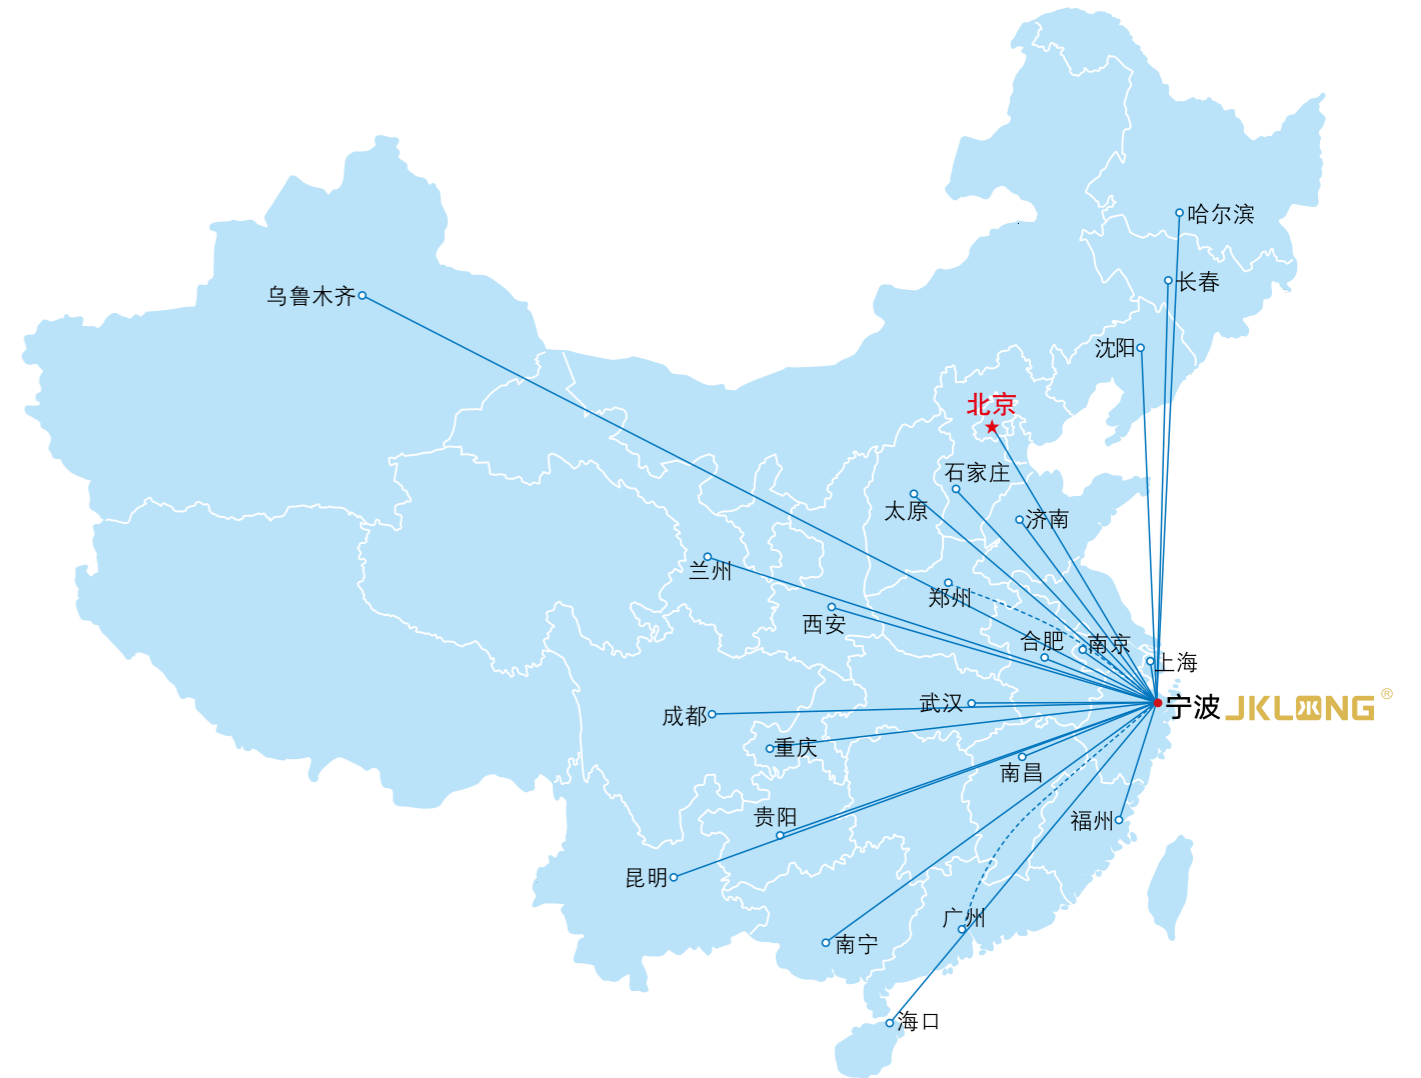 哈尔滨
长春
乌鲁木齐
沈阳
北京
石家庄
太原
济南
兰州
郑州
西安
合肥
南京
上海
武汉
宁波 JKLONG ®
成都
重庆
南昌
贵阳
福州
昆明
广州
南宁
海口